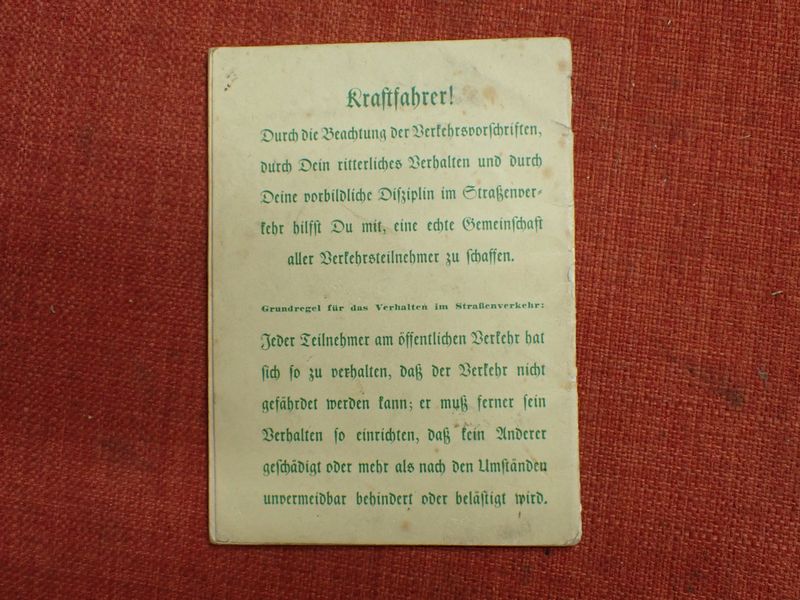 Kraftfahrer!
Durch die Beachtung der Verkehrsvorschriften,
durch Dein ritterliches Verhalten und durch
Deine vorbildliche Disziplin im Straßenver-
kehr hilfst Du mit, eine echte Gemeinschaft
aller Verkehrsteilnehmer zu schaffen.
Grundregel für das Verhalten im Straßenverkehr:
Jeder Teilnehmer am öffentlichen Verkehr hat
sich so zu verhalten, daß der Verkehr nicht
gefährdet werden kann; er muß ferner sein
Verhalten so einrichten, daß kein Anderer
geschädigt oder mehr als nach den Umständen
unvermeidbar behindert oder belästigt wird.